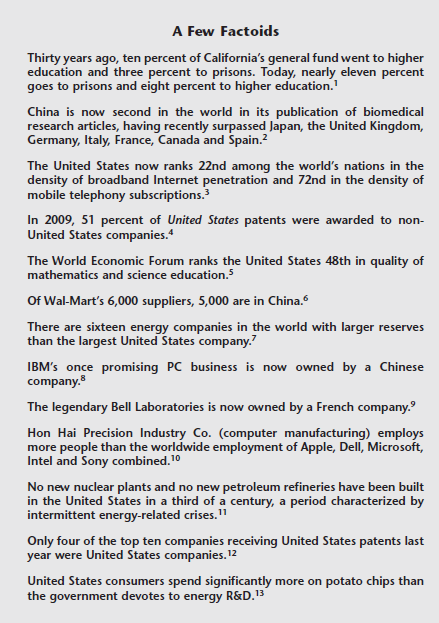 A Few Factoids
Thirty years ago, ten percent of California's general fund went to higher
education and three percent to prisons. Today, nearly eleven percent
goes to prisons and eight percent to higher education.¹
China is now second in the world in its publication of biomedical
research articles, having recently surpassed Japan, the United Kingdom,
Germany, Italy, France, Canada and Spain.²
The United States now ranks 22nd among the world's nations in the
density of broadband Internet penetration and 72nd in the density of
mobile telephony subscriptions.³
In 2009, 51 percent of United States patents were awarded to non-
United States companies.⁴
The World Economic Forum ranks the United States 48th in quality of
mathematics and science education.⁵
Of Wal-Mart's 6,000 suppliers, 5,000 are in China.⁶
There are sixteen energy companies in the world with larger reserves
than the largest United States company.⁷
IBM's once promising PC business is now owned by a Chinese
company.⁸
The legendary Bell Laboratories is now owned by a French company.⁹
Hon Hai Precision Industry Co. (computer manufacturing) employs
more people than the worldwide employment of Apple, Dell, Microsoft,
Intel and Sony combined.¹⁰
No new nuclear plants and no new petroleum refineries have been built
in the United States in a third of a century, a period characterized by
intermittent energy-related crises.¹¹
Only four of the top ten companies receiving United States patents last
year were United States companies.¹²
United States consumers spend significantly more on potato chips than
the government devotes to energy R&D.¹³